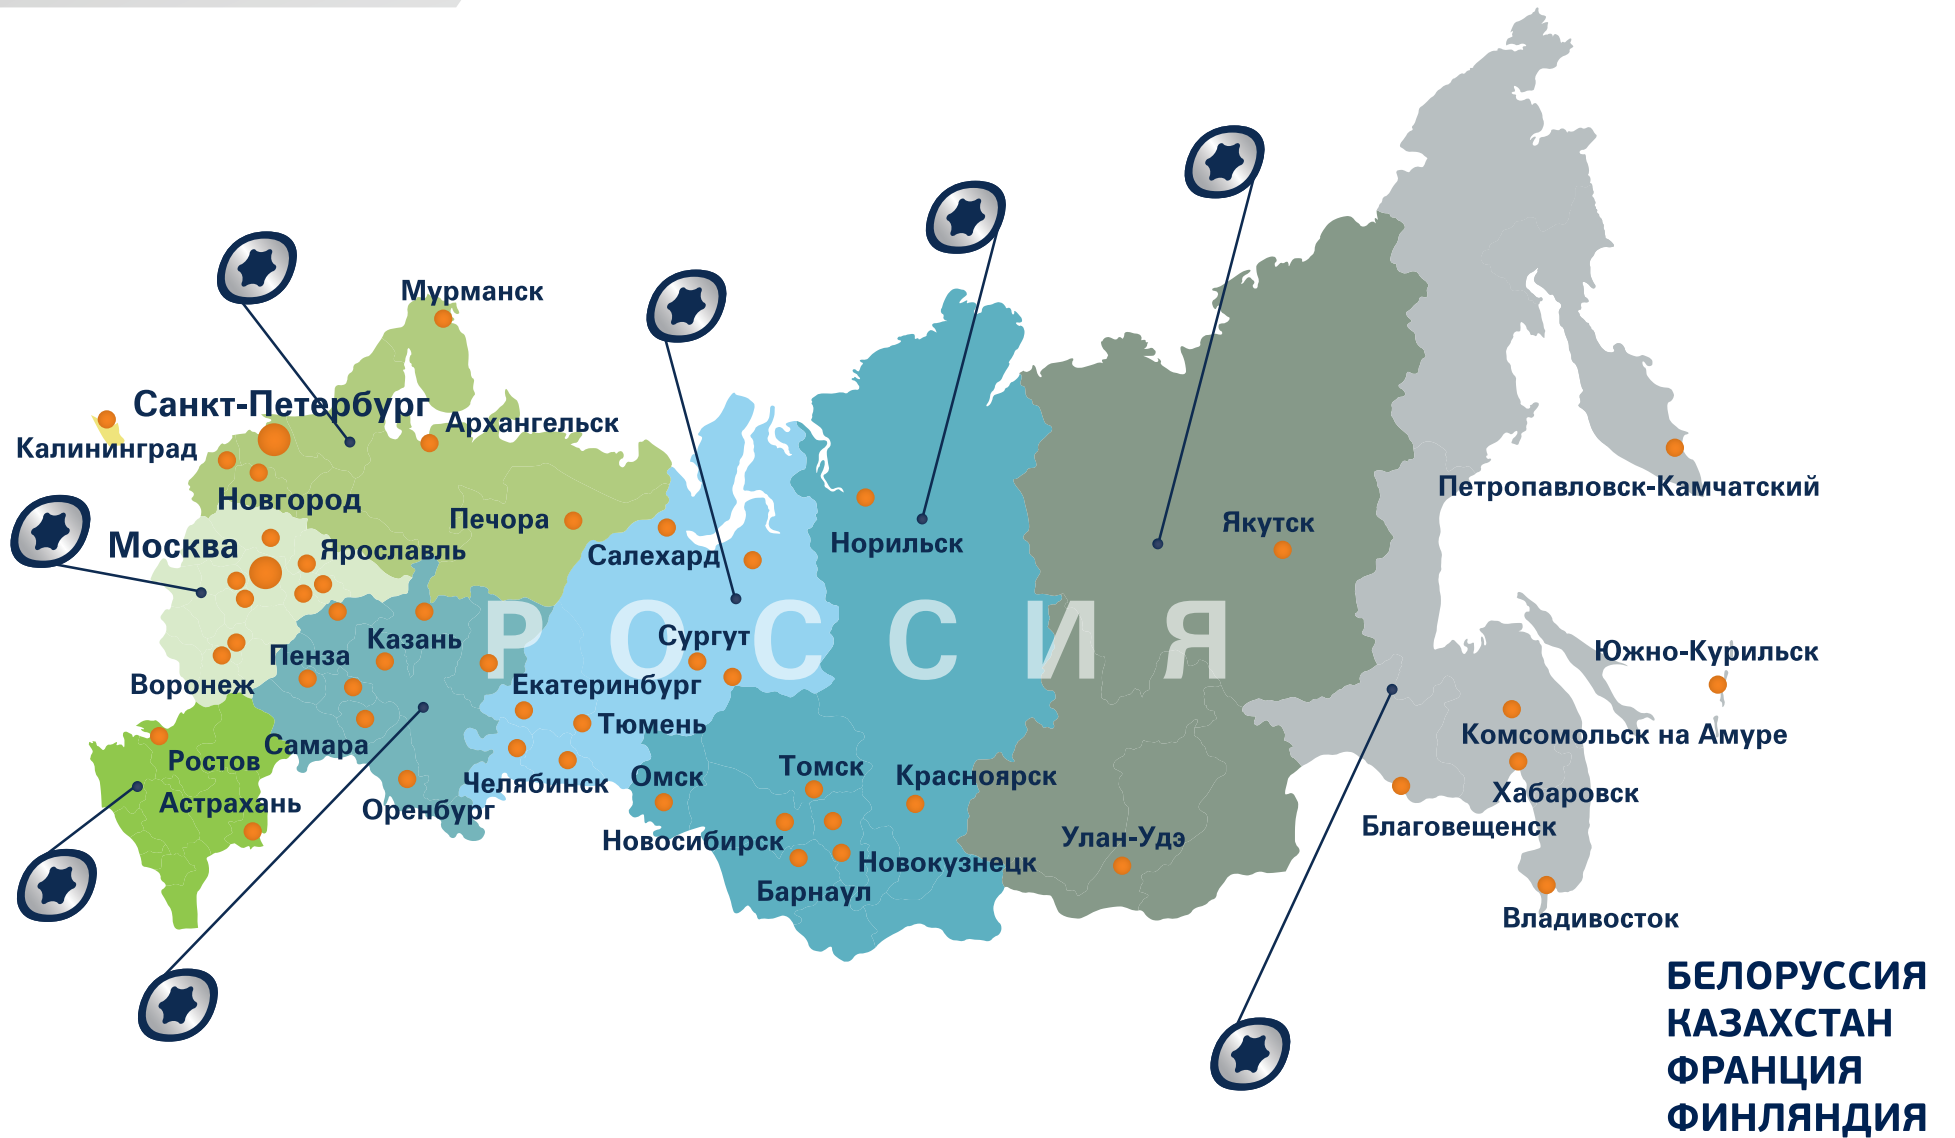 Мурманск
Санкт-Петербург
Архангельск
Калининград
Новгород
Печора
Москва
Ярославль
Салехард
Норильск
Якутск
Петропавловск-Камчатский
РОССИЯ
Казань
Сургут
Пенза
Воронеж
Екатеринбург
Южно-Курильск
Тюмень
Комсомольск на Амуре
Самара
Ростов
Челябинск
Омск
Томск
Красноярск
Хабаровск
Астрахань
Оренбург
Благовещенск
Новосибирск
Улан-Удэ
Новокузнецк
Барнаул
Владивосток
БЕЛОРУССИЯ
КАЗАХСТАН
ФРАНЦИЯ
ФИНЛЯНДИЯ